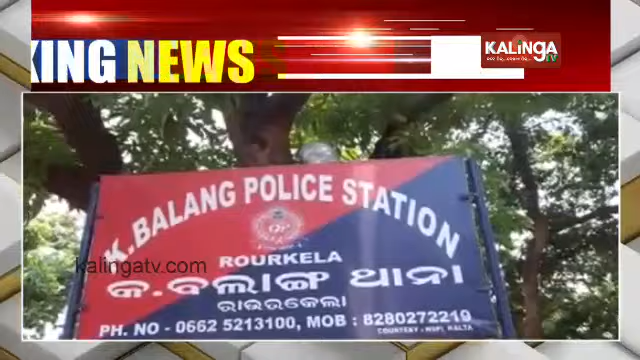 KING NEWS
KALINGA
TV
K.BALANG POLICE STATION
ROURKELA
kalingatv.com
କ.ବଲାଙ୍ଗ ଥାନା
ରାଉରକେଲା
PH. NO - 0662 5213100, MOB : 8280272219